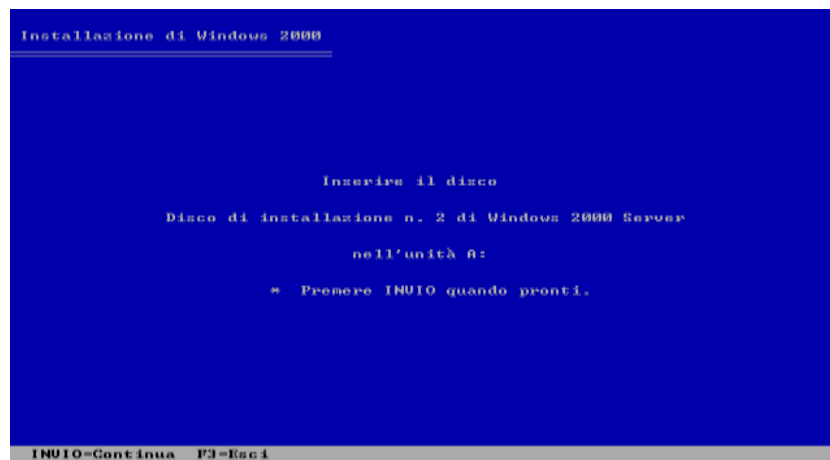 Installazione di Windows 2000
Inserire il disco
Disco di installazione n. 2 di Windows 2000 Server
nell'unità A:
* Premere INVIO quando pronti.
INVIO=Continua F3=Esci